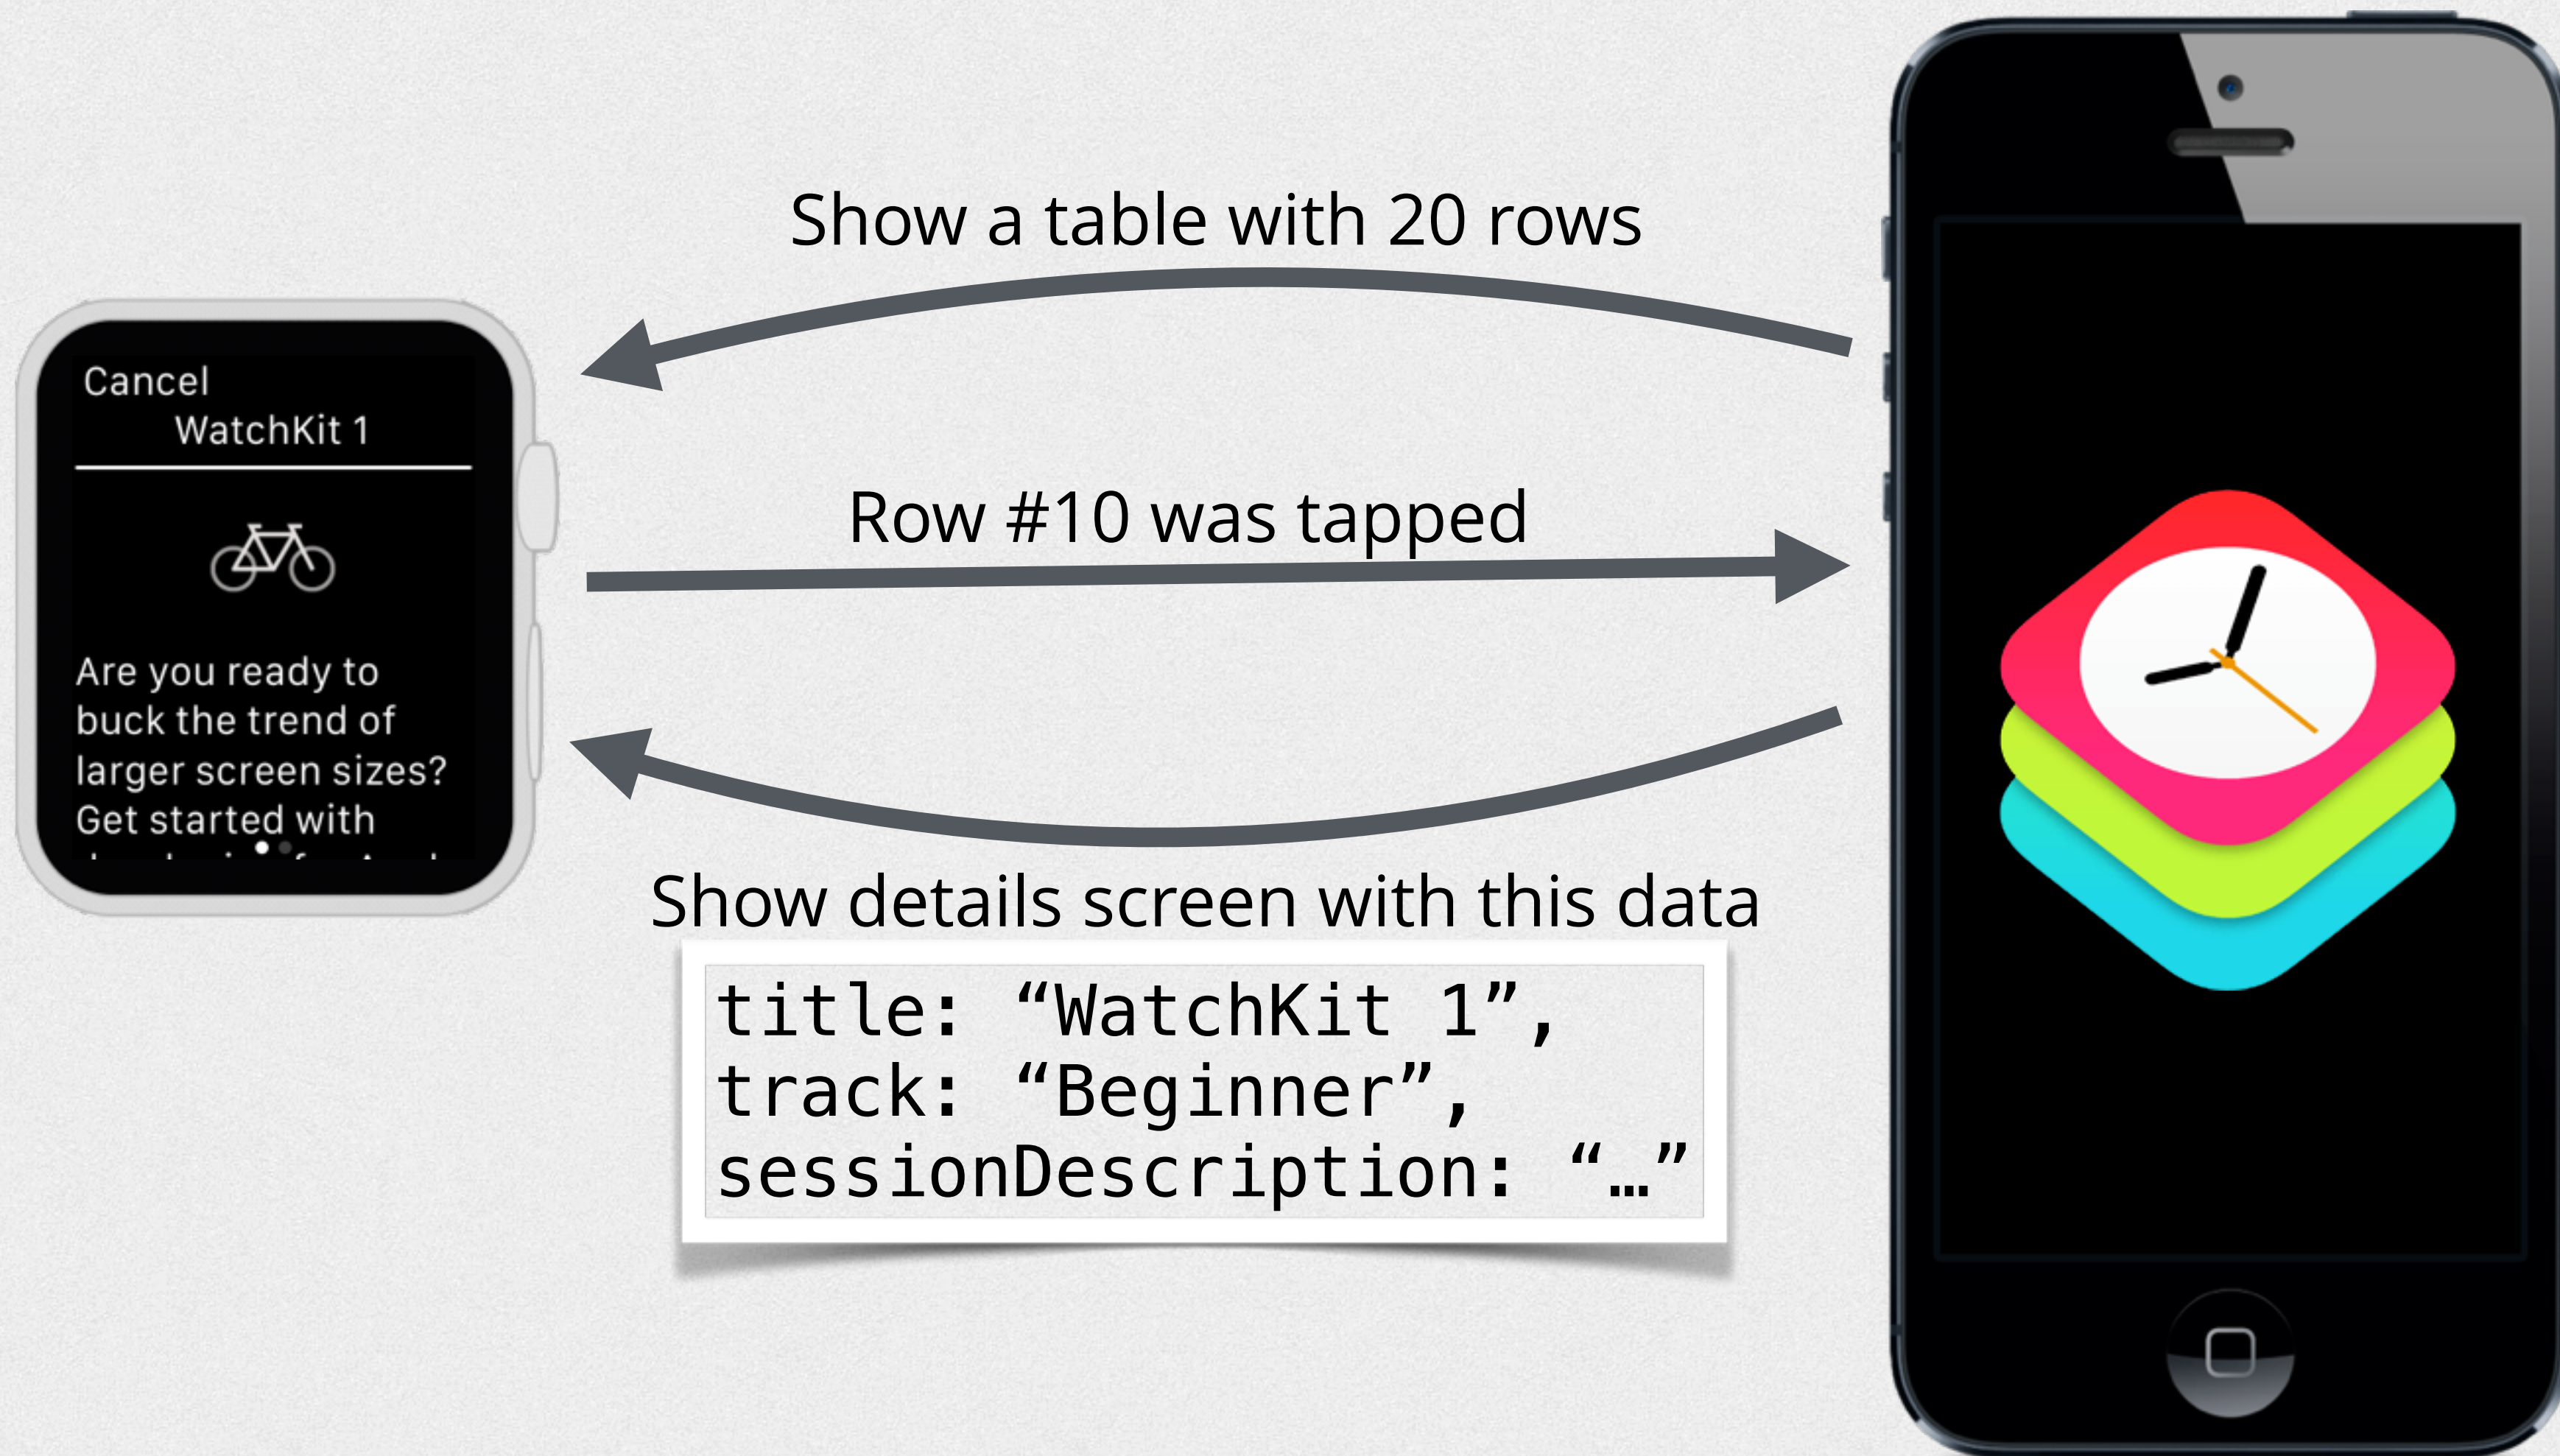 Show a table with 20 rows
Cancel
WatchKit 1
Row #10 was tapped
Are you ready to
buck the trend of
larger screen sizes?
Get started with
Show details screen with this data
title: “WatchKit 1”,
track: “Beginner”,
sessionDescription: “…”